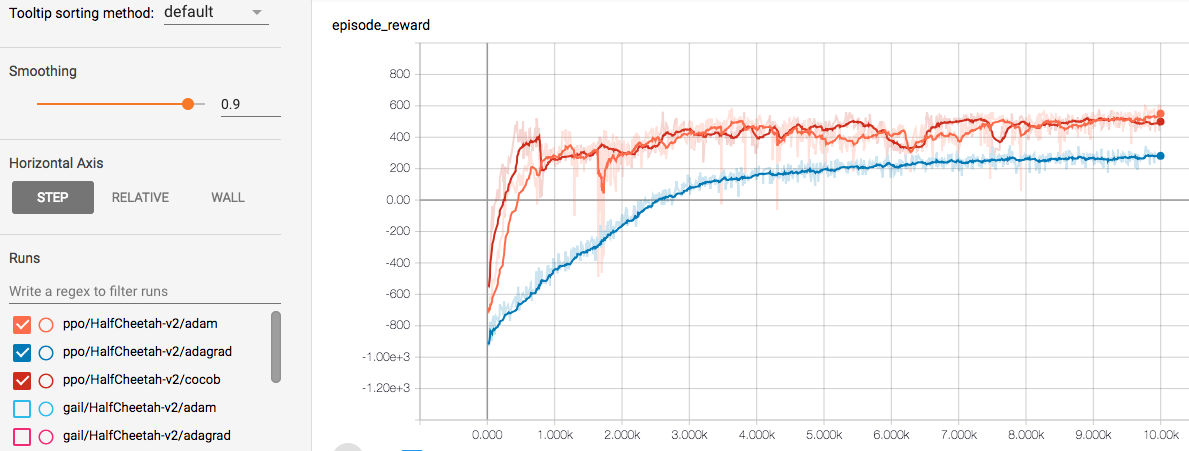 Tooltip sorting method: default
Smoothing
0.9
Horizontal Axis
STEP RELATIVE WALL
Runs
Write a regex to filter runs
ppo/HalfCheetah-v2/adam
ppo/HalfCheetah-v2/adagrad
ppo/HalfCheetah-v2/cocob
gail/HalfCheetah-v2/adam
gail/HalfCheetah-v2/adagrad
episode_reward
800
600
400
200
0.00
-200
-400
-600
-800
-1.00e+3
-1.20e+3
0.000 1.000k 2.000k 3.000k 4.000k 5.000k 6.000k 7.000k 8.000k 9.000k 10.00k